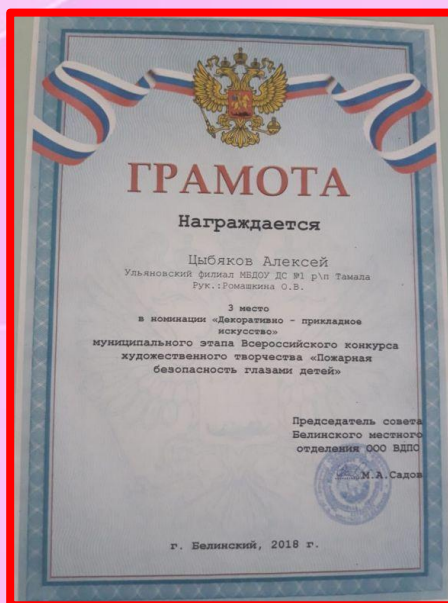 ГРАМОТА
Награждается
Цыбяков Алексей
Ульяновский филиал МБДОУ ДС №1 р\п Тамала
Рук.:Ромашкина О.В.
3 место
в номинации «Декоративно - прикладное
искусство»
муниципального этапа Всероссийского конкурса
художественного творчества «Пожарная
безопасность глазами детей»
Председатель совета
Белинского местного
отделения ООО ВДПО
М.А.Садов
г. Белинский, 2018 г.